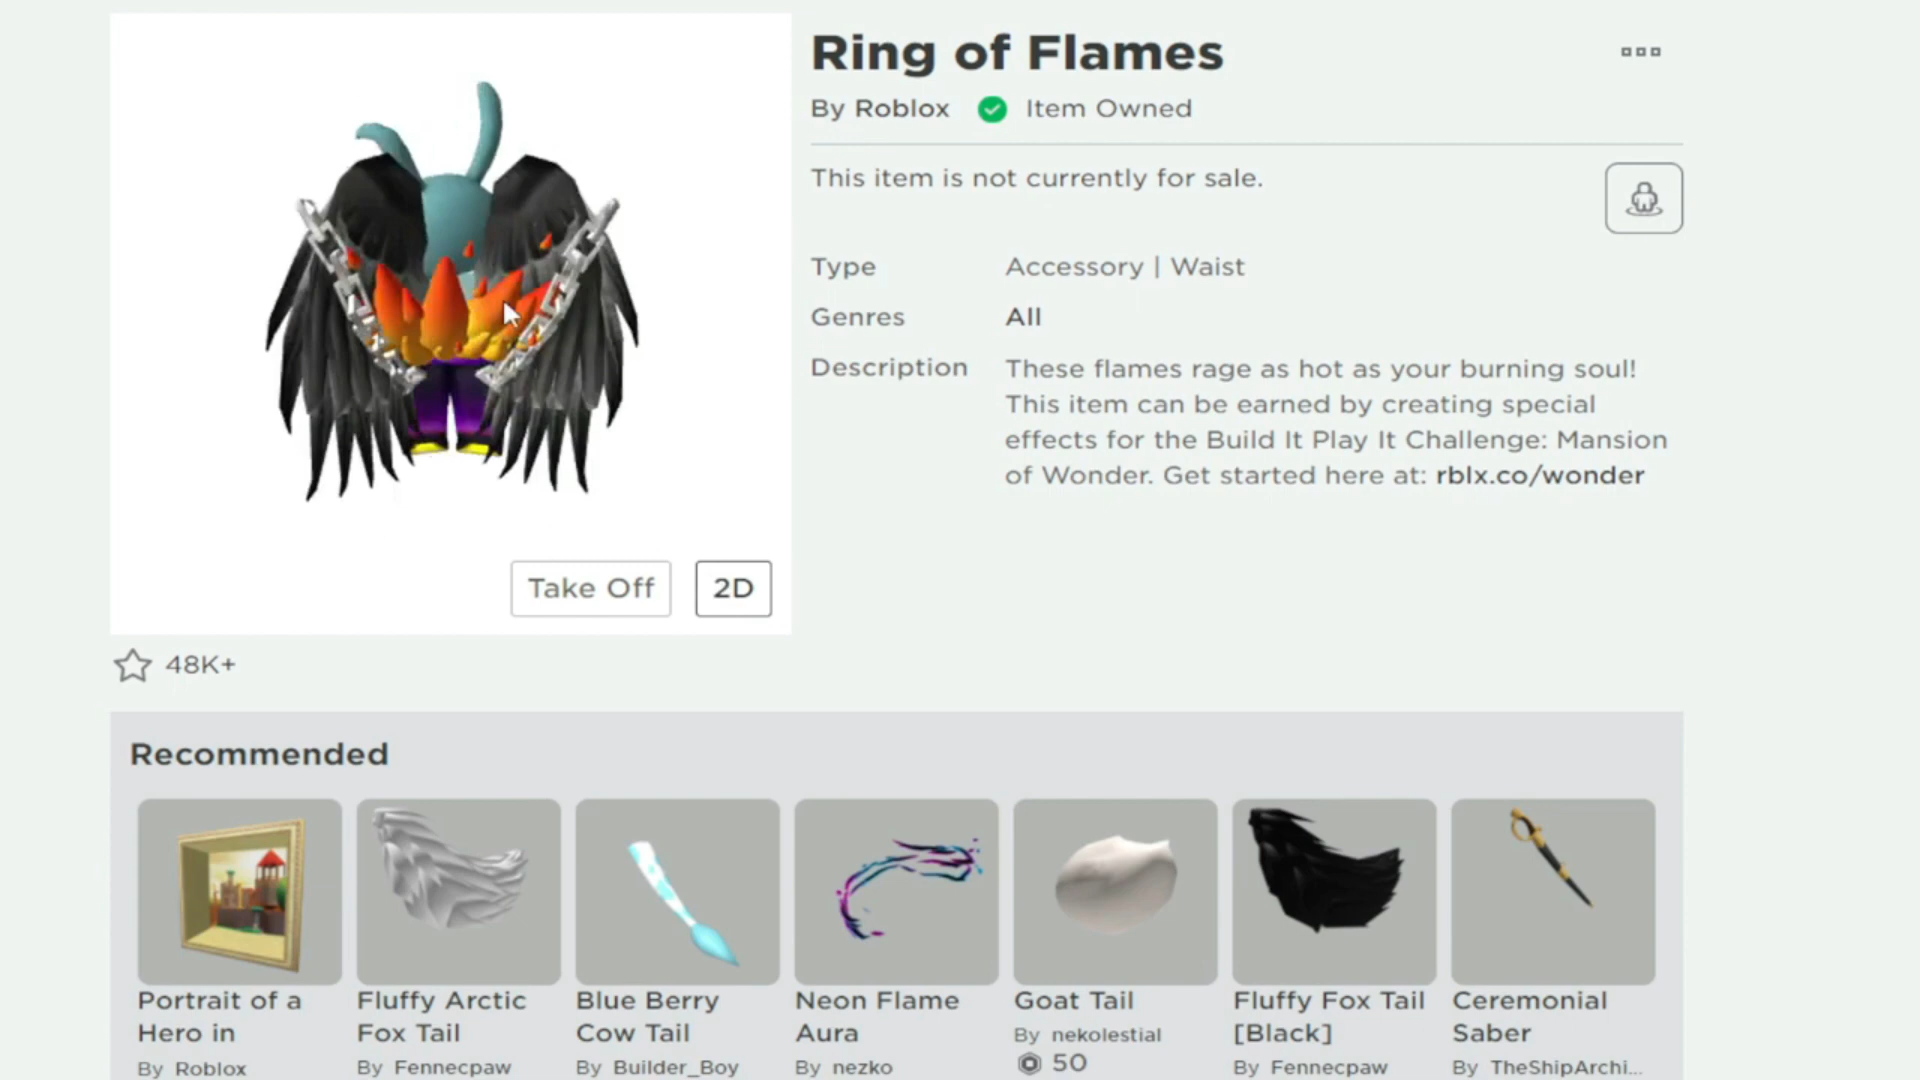 Ring of Flames
By Roblox Item Owned
This item is not currently for sale.
Type Accessory | Waist
Genres All
Description These flames rage as hot as your burning soul!
This item can be earned by creating special
effects for the Build It Play It Challenge: Mansion
of Wonder. Get started here at: rblx.co/wonder
Take Off 2D
48K+
Recommended
Portrait of a
Hero in
By Roblox
Fluffy Arctic
Fox Tail
By Fennecpaw
Blue Berry
Cow Tail
By Builder_Boy
Neon Flame
Aura
By nezko
Goat Tail
By nekolestial
50
Fluffy Fox Tail
[Black]
By Fennecpaw
Ceremonial
Saber
By TheShipArchi...